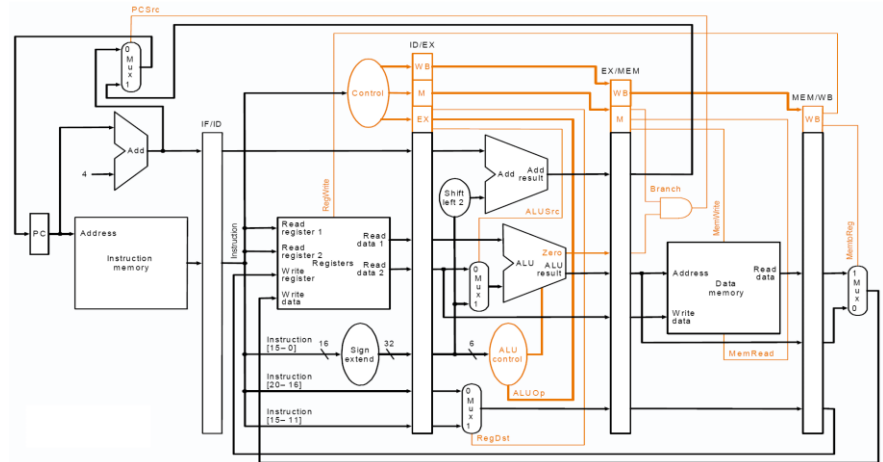 PCSrc
ID/EX
0
M
u
x
1
WB
EX/MEM
Control
M
WB
MEM/WB
IF/ID
EX
M
WB
Add
4
Add
Add
result
Shift
left 2
Branch
RegWrite
ALUSrc
MemWrite
MemtoReg
PC
Address
Instruction
memory
Instruction
Read
register 1
Read
register 2
Write
register
Write
data
Registers
Read
data 1
Read
data 2
0
M
u
x
1
Zero
ALU
ALU
result
Address
Write
data
Read
data
Data
memory
1
M
u
x
0
Instruction
[15–0]
16
Sign
extend
32
6
ALU
control
MemRead
Instruction
[20–16]
ALUOp
Instruction
[15–11]
0
M
u
x
1
RegDst